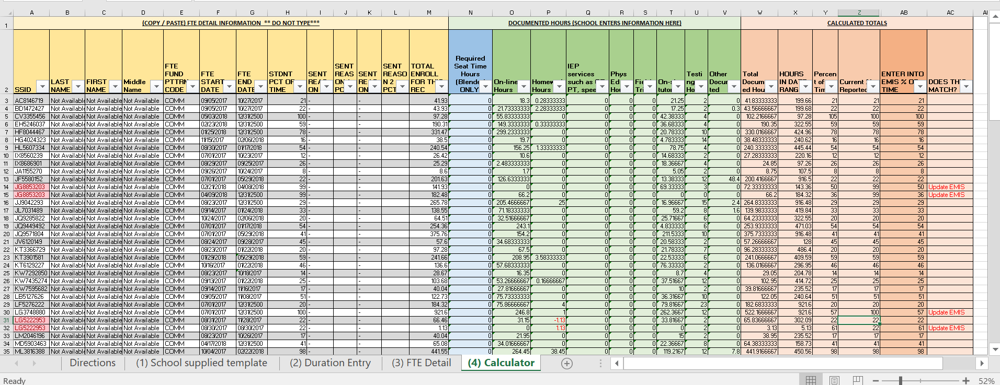 A B C D E F G H I J K L M N O P Q R S T U V W X Y Z AB AC
1 (COPY / PASTE) FTE DETAIL INFORMATION ** DO NOT TYPE*** DOCUMENTED HOURS (SCHOOL ENTERS INFORMATION HERE) CALCULATED TOTALS
2 SSID LAST NAME FIRST NAME Middle Name FTE FUND PTTRN CODE FTE START DATE FTE END DATE STDNT PCT OF TIME SENT REA ON SENT REAS ON PC SENT RE ON SENT REASO N 2 PCT TOTAL ENROLL FOR TH REC Required Seat Time Hours (Blende ONLY On-line Hours Homew Hours IEP services such as PT, spee Phys Ed Ho Fie Tri On- tuto Testi ng Ho Other Docu ted Total Docum ed Hou HOURS IN DA RANG Percen t of Tim Current Reporte ENTER INTO EMIS % O TIME DOES TH MATCH?
3 AC8146719 Not Available Not Available Not Available COMM 09/05/2017 10/27/2017 21 - - 41.93 0 18.3 0.28333333 0 0 0 21.25 2 0 41.83333333 199.66 21 21 21
4 BD1472427 Not Available Not Available Not Available COMM 09/05/2017 10/27/2017 22 - - 43.93 0 21.73333333 2.28333333 0 0 0 17.25 2 0.3 43.56666667 199.68 22 22 22
5 CV3355456 Not Available Not Available Not Available COMM 05/03/2018 12/31/2500 100 - - 97.28 0 55.83333333 0 0 0 0 42.38333 4 0 102.2166667 97.28 105 100 100
6 EH5246037 Not Available Not Available Not Available COMM 02/23/2018 12/31/2500 59 - - 190.31 0 149.3333333 0.33333333 0 0 0 36.68333 4 0 190.35 322.55 59 59 59
7 HF8044467 Not Available Not Available Not Available COMM 01/25/2018 12/31/2500 78 - - 331.47 0 299.2333333 0 0 0 0 20.78333 10 0 330.0166667 424.96 78 78 78
8 HG4024323 Not Available Not Available Not Available COMM 11/15/2017 02/06/2018 16 - - 38.5 0 19.7 0 0 0 0 4.783333 14 0 38.48333333 240.62 16 16 16
9 HL5607334 Not Available Not Available Not Available COMM 08/30/2017 01/17/2018 54 - - 240.54 0 156.25 1.33333333 0 0 0 78.75 4 0 240.3333333 445.44 54 54 54
10 IX8560239 Not Available Not Available Not Available COMM 07/01/2017 10/23/2017 12 - - 26.42 0 10.6 0 0 0 0 14.68333 2 0 27.28333333 220.16 12 12 12
11 IX8686901 Not Available Not Available Not Available COMM 08/29/2017 09/25/2017 26 - - 25.29 0 2.483333333 0 0 0 0 18.36667 4 0 24.85 97.26 26 26 26
12 JA1155270 Not Available Not Available Not Available COMM 09/26/2017 10/24/2017 8 - - 8.6 0 1.7 0 0 0 0 5.05 2 0 8.75 107.5 8 8 8
13 JF5580152 Not Available Not Available Not Available COMM 07/01/2017 05/29/2018 22 - - 201.63 0 126.6333333 0 0 0 0 13.38333 12 48.4 200.4166667 916.5 22 22 22
14 JG8853203 Not Available Not Available Not Available COMM 02/21/2018 04/08/2018 99 - - 141.93 0 0 0 0 0 0 69.33333 3 0 72.33333333 143.36 50 99 50 Update EMIS
15 JG8853203 Not Available Not Available Not Available COMM 04/09/2018 12/31/2500 99 - - 182.48 0 66.2 0 0 0 0 0 0 0 66.2 184.32 36 99 36 Update EMIS
16 JJ9042293 Not Available Not Available Not Available COMM 08/23/2017 12/31/2500 29 - - 265.78 0 205.4666667 25 0 0 0 16.96667 15 2.4 264.8333333 916.48 29 29 29
17 JL7031489 Not Available Not Available Not Available COMM 09/14/2017 01/24/2018 33 - - 138.55 0 71.18333333 0 0 0 0 59.2 8 1.6 139.9833333 419.84 33 33 33
18 JQ9285822 Not Available Not Available Not Available COMM 10/24/2017 02/06/2018 20 - - 64.51 0 32.51666667 0 0 0 0 25.71667 6 0 64.23333333 322.55 20 20 20
19 JQ9449492 Not Available Not Available Not Available COMM 07/01/2017 01/17/2018 54 - - 254.36 0 243.1 0 0 0 0 4.833333 6 0 253.9333333 471.03 54 54 54
20 JQ9571804 Not Available Not Available Not Available COMM 07/01/2017 05/29/2018 41 - - 375.76 0 154.2 0 0 0 0 211.5333 10 0 375.7333333 916.48 41 41 41
21 JV6120149 Not Available Not Available Not Available COMM 08/24/2017 09/28/2017 45 - - 57.6 0 34.68333333 0 0 0 0 20.58333 2 0 57.26666667 128 45 45 45
22 KT3366729 Not Available Not Available Not Available COMM 08/23/2017 01/22/2018 20 - - 97.28 0 67.5 0 0 0 0 21.78333 7 0 96.28333333 486.4 20 20 20
23 KT3901581 Not Available Not Available Not Available COMM 01/29/2018 05/29/2018 59 - - 241.66 0 208.95 3.58333333 0 0 0 22.53333 6 0 241.0666667 409.59 59 59 59
24 KT6129227 Not Available Not Available Not Available COMM 10/16/2017 01/22/2018 46 - - 136.6 0 57.68333333 0 0 0 0 76.33333 2 0 136.0166667 296.95 46 46 46
25 KW7292850 Not Available Not Available Not Available COMM 08/23/2017 10/18/2017 14 - - 28.67 0 16.35 0 0 0 0 8.7 4 0 29.05 204.78 14 14 14
26 KW7435274 Not Available Not Available Not Available COMM 09/13/2017 01/22/2018 25 - - 103.68 0 53.26666667 0.16666667 0 0 0 37.51667 12 0 102.95 414.72 25 25 25
27 KW7595682 Not Available Not Available Not Available COMM 09/14/2017 11/16/2017 17 - - 40.04 0 27.81666667 0 0 0 0 10 2 0 39.81666667 235.52 17 17 17
28 LB5127626 Not Available Not Available Not Available COMM 09/05/2017 11/08/2017 51 - - 122.73 0 75.73333333 0 0 0 0 36.31667 10 0 122.05 240.64 51 51 51
29 LF5276222 Not Available Not Available Not Available COMM 07/01/2017 12/31/2500 20 - - 184.32 0 75.86666667 4 0 0 0 79.81667 23 0 182.6833333 921.6 20 20 20
30 LG3748880 Not Available Not Available Not Available COMM 07/01/2017 12/31/2500 100 - - 921.6 0 246.8 1 0 0 0 262.3667 12 0 522.1666667 921.6 57 100 57 Update EMIS
31 LG5222953 Not Available Not Available Not Available COMM 08/31/2017 11/28/2017 22 - - 66.46 0 31.15 -1.13 0 0 0 33.81667 2 0 65.83666667 302.09 22 22 22
32 LG5222953 Not Available Not Available Not Available COMM 08/30/2017 08/30/2017 22 - - 1.13 0 0 1.13 0 0 0 0 2 0 3.13 5.13 61 22 61 Update EMIS
33 LM2046196 Not Available Not Available Not Available COMM 08/23/2017 10/26/2017 17 - - 40.04 0 21.95 0 0 0 0 15 2 0 38.95 235.52 17 17 17
34 MD5903463 Not Available Not Available Not Available COMM 04/17/2018 12/31/2500 41 - - 65.08 0 34.01666667 0 0 0 0 22.36667 8 0 64.38333333 158.73 41 41 41
35 ML3816388 Not Available Not Available Not Available COMM 10/04/2017 02/22/2018 98 - - 441.55 0 264.45 38.45 0 0 0 119.2167 12 7.8 441.9166667 450.56 98 98 98
Directions (1) School supplied template (2) Duration Entry (3) FTE Detail (4) Calculator
Ready 52%